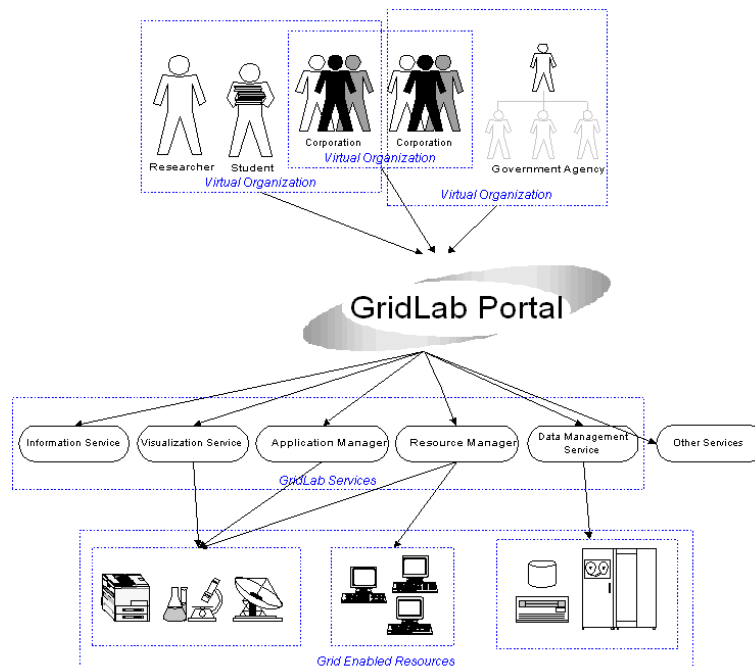 Researcher
Student
Corporation
Corporation
Virtual Organization
Government Agency
Virtual Organization
Virtual Organization
GridLab Portal
Information Service
Visualization Service
Application Manager
Resource Manager
Data Management
Service
Other Services
GridLab Services
Grid Enabled Resources